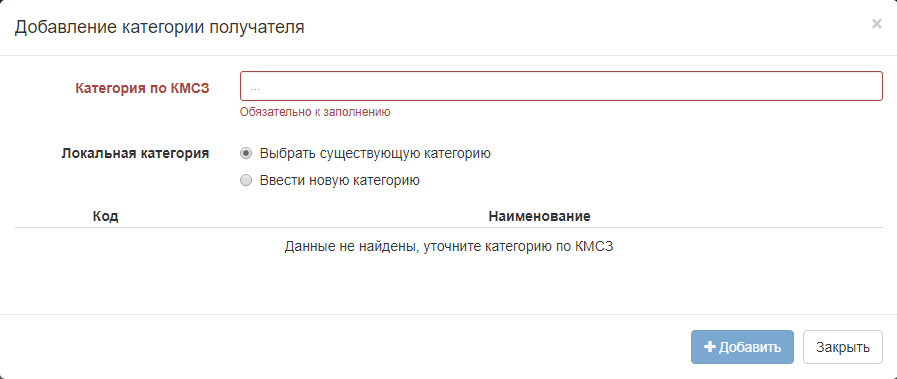 Добавление категории получателя
×
Категория по КМСЗ
...
Обязательно к заполнению
Локальная категория
Выбрать существующую категорию
Ввести новую категорию
Код Наименование
Данные не найдены, уточните категорию по КМСЗ
+ Добавить Закрыть